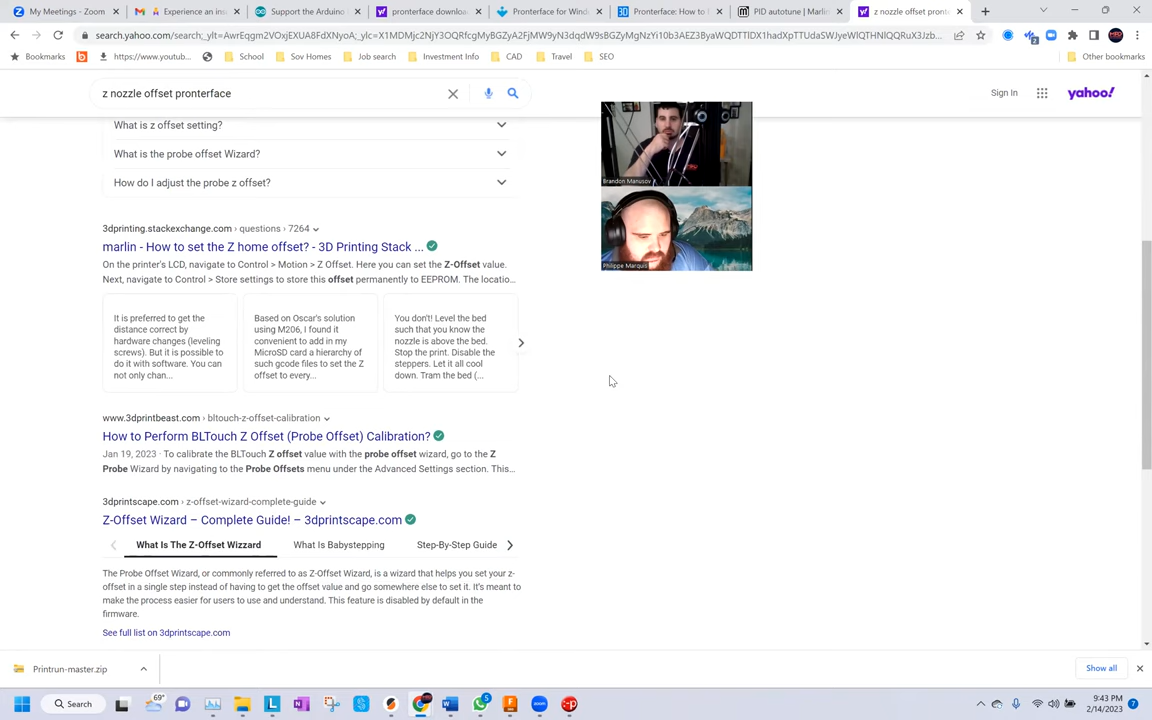 My Meetings - Zoom
Experience an ins
Support the Arduino
pronterface downloa
Pronterface for Wind
Pronterface: How to
PID autotune | Marlin
z nozzle offset pront
Bookmarks
https://www.youtube...
School
Sov Homes
Job search
Investment Info
CAD
Travel
SEO
Other bookmarks
z nozzle offset pronterface
Sign In
yahoo!
What is z offset setting?
What is the probe offset Wizard?
How do I adjust the probe z offset?
Brandon Manusov
Philippe Marquis
3dprinting.stackexchange.com › questions › 7264
marlin - How to set the Z home offset? - 3D Printing Stack ...
On the printer's LCD, navigate to Control > Motion > Z Offset. Here you can set the Z-Offset value.
Next, navigate to Control > Store settings to store this offset permanently to EEPROM. The locatio...
It is preferred to get the
distance correct by
hardware changes (leveling
screws). But it is possible to
do it with software. You can
not only chan...
Based on Oscar's solution
using M206, I found it
convenient to add in my
MicroSD card a hierarchy of
such gcode files to set the Z
offset to every...
You don't! Level the bed
such that you know the
nozzle is above the bed.
Stop the print. Disable the
steppers. Let it all cool
down. Tram the bed (...
www.3dprintbeast.com › bltouch-z-offset-calibration
How to Perform BLTouch Z Offset (Probe Offset) Calibration?
Jan 19, 2023 · To calibrate the BLTouch Z offset value with the probe offset wizard, go to the Z
Probe Wizard by navigating to the Probe Offsets menu under the Advanced Settings section. This...
3dprintscape.com › z-offset-wizard-complete-guide
Z-Offset Wizard – Complete Guide! – 3dprintscape.com
What Is The Z-Offset Wizzard
What Is Babystepping
Step-By-Step Guide
The Probe Offset Wizard, or commonly referred to as Z-Offset Wizard, is a wizard that helps you set your z-
offset in a single step instead of having to get the offset value and go somewhere else to set it. It's meant to
make the process easier for users to use and understand. This feature is disabled by default in the
firmware.
See full list on 3dprintscape.com
Printrun-master.zip
Show all
Search
69°
5
9:43 PM
2/14/2023
7